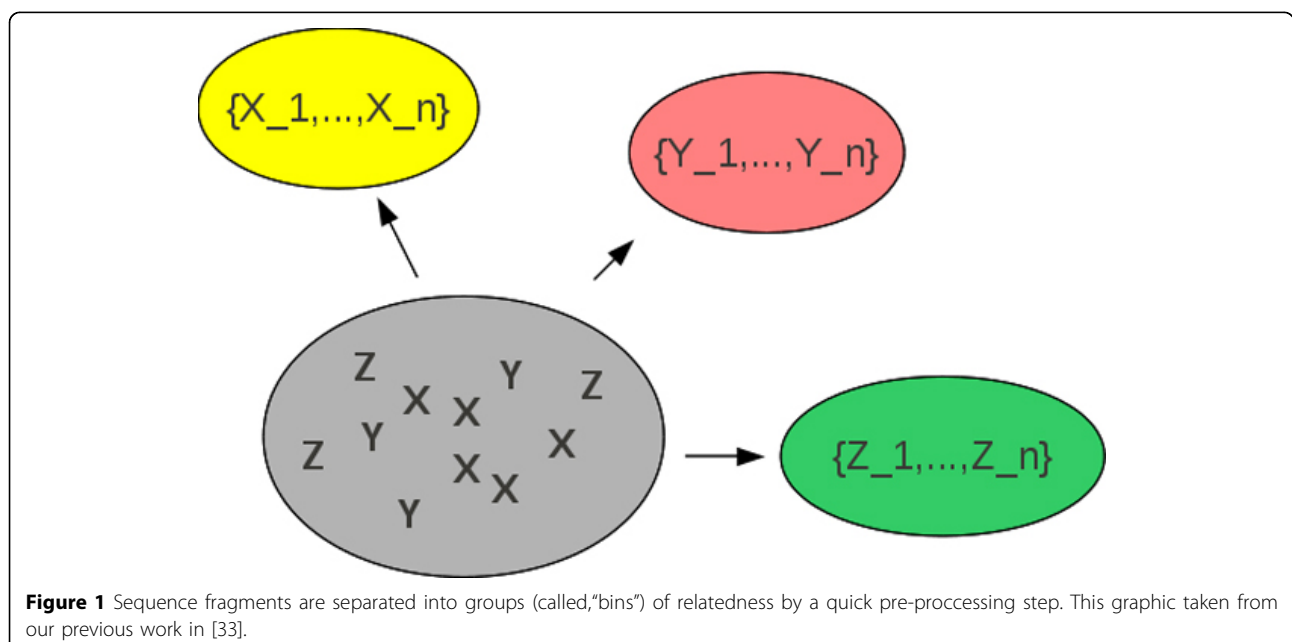 {X_1,...,X_n}
{Y_1,...,Y_n}
Z
Y
Z
X
X
Y
X
Z
X
X
Y
{Z_1,...,Z_n}
Figure 1 Sequence fragments are separated into groups (called,“bins”) of relatedness by a quick pre-proccessing step. This graphic taken from
our previous work in [33].